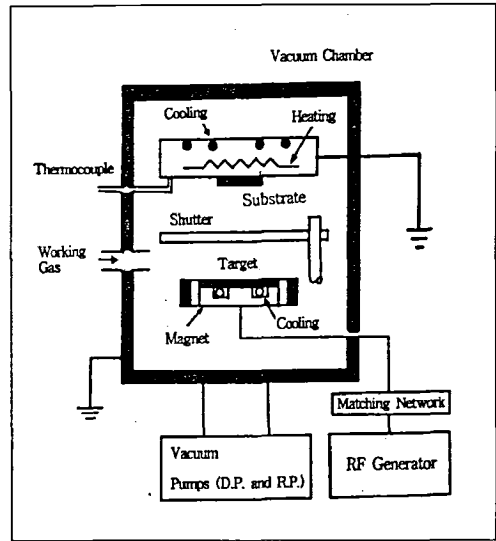 Vacuum Chamber
Cooling
Heating
Thermocouple
Substrate
Shutter
Working
Gas
Target
Magnet
Cooling
Matching Network
Vacuum
Pumps (D.P. and R.P.)
RF Generator